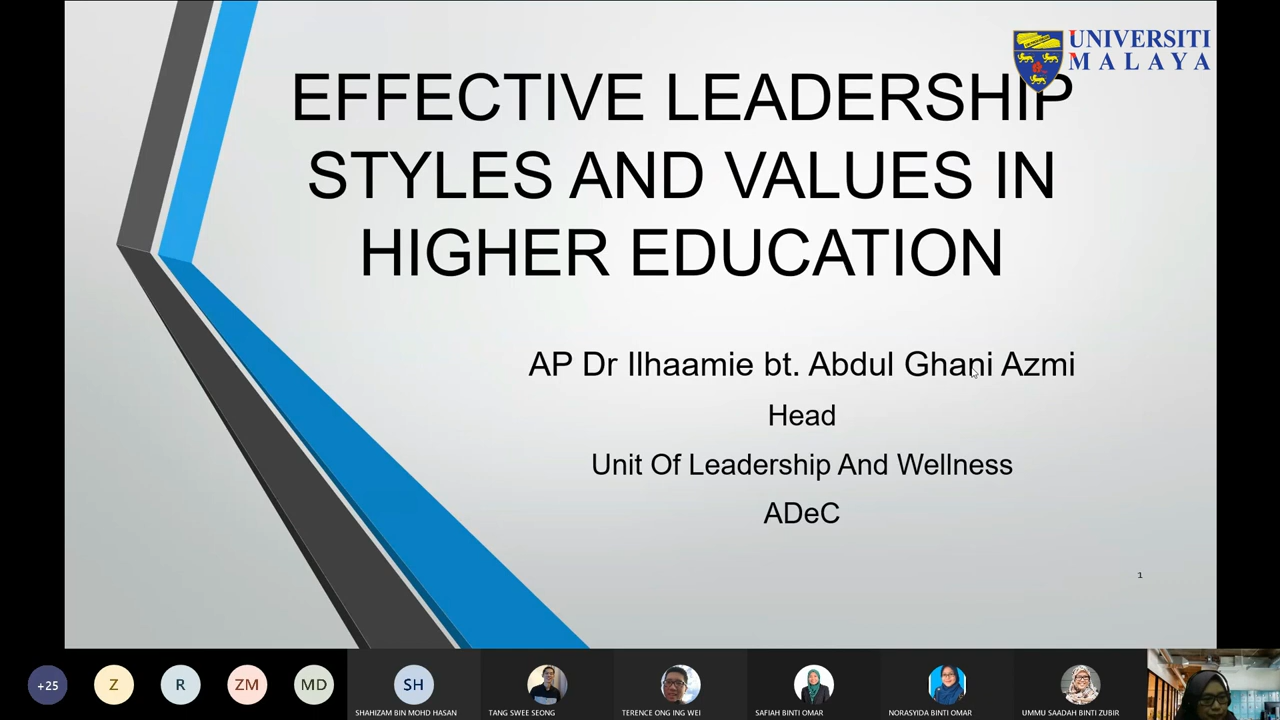 UNIVERSITI
MALAYA
EFFECTIVE LEADERSHIP
STYLES AND VALUES IN
HIGHER EDUCATION
AP Dr Ilhaamie bt. Abdul Ghani Azmi
Head
Unit Of Leadership And Wellness
ADeC
1
+25
Z
R
ZM
MD
SH
SHAHIZAM BIN MOHD HASAN
TANG SWEE SEONG
TERENCE ONG ING WEI
SAFIAH BINTI OMAR
NORASYIDA BINTI OMAR
UMMU SAADAH BINTI ZUBIR